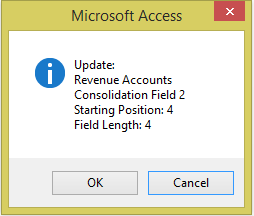 Microsoft Access
Update:
Revenue Accounts
Consolidation Field 2
Starting Position: 4
Field Length: 4
OK
Cancel